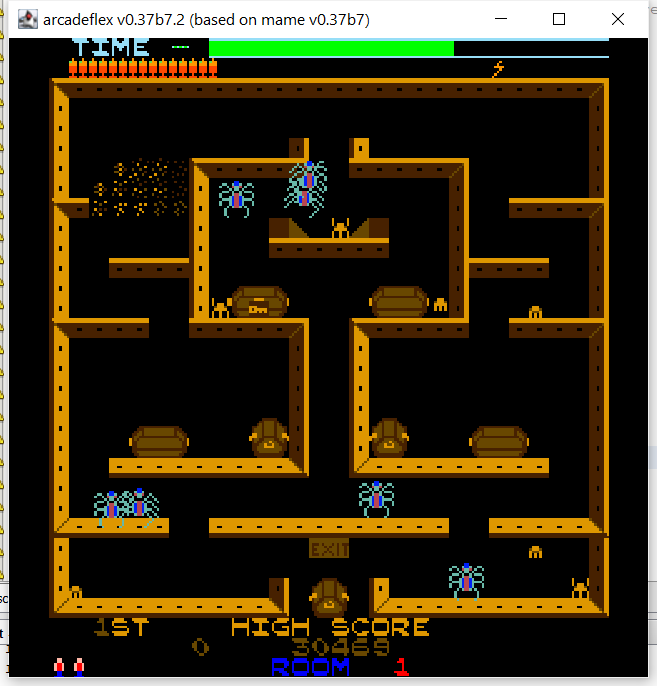 arcadeflex v0.37b7.2 (based on mame v0.37b7)
TIME -
EXIT
1ST HIGH SCORE
0 30469
ROOM 1